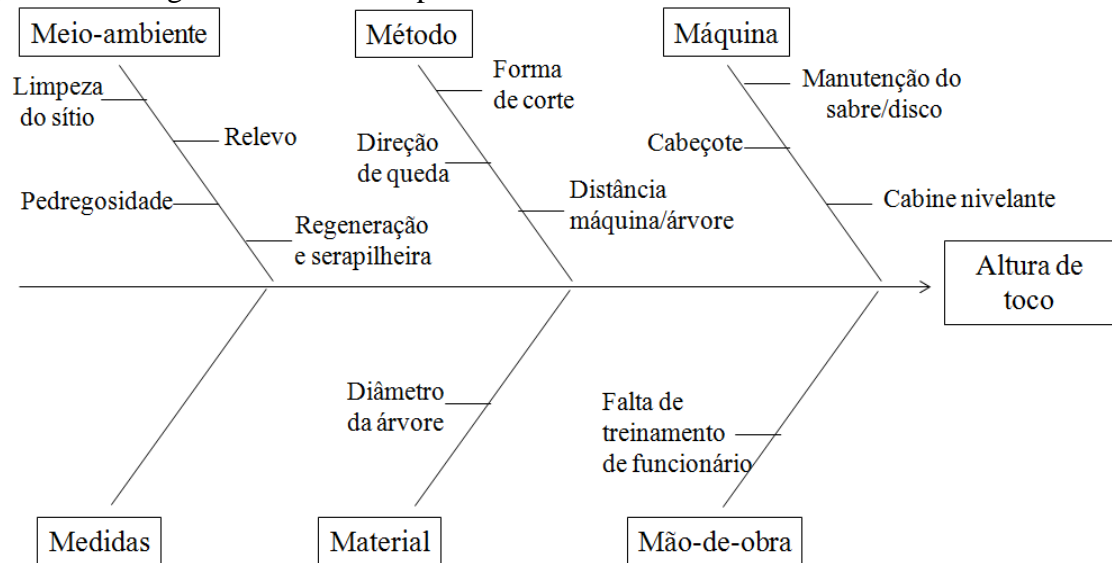 Meio-ambiente
Método
Máquina
Limpeza
do sítio
Relevo
Pedregosidade
Regeneração
e serapilheira
Forma
de corte
Direção
de queda
Distância
máquina/árvore
Manutenção do
sabre/disco
Cabeçote
Cabine nivelante
Altura de
toco
Diâmetro
da árvore
Falta de
treinamento
de funcionário
Medidas
Material
Mão-de-obra